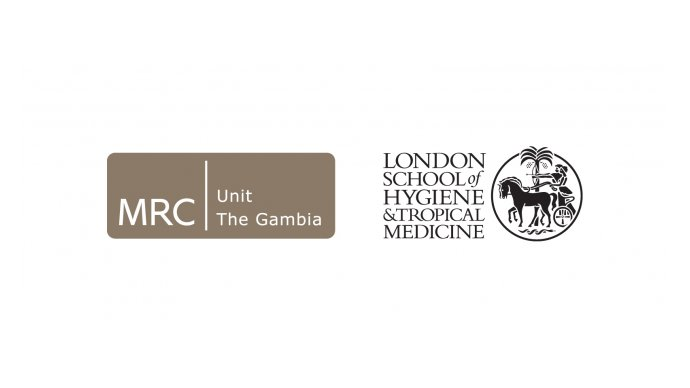 MRC
Unit
The Gambia
LONDON
SCHOOL of
HYGIENE
&TROPICAL
MEDICINE